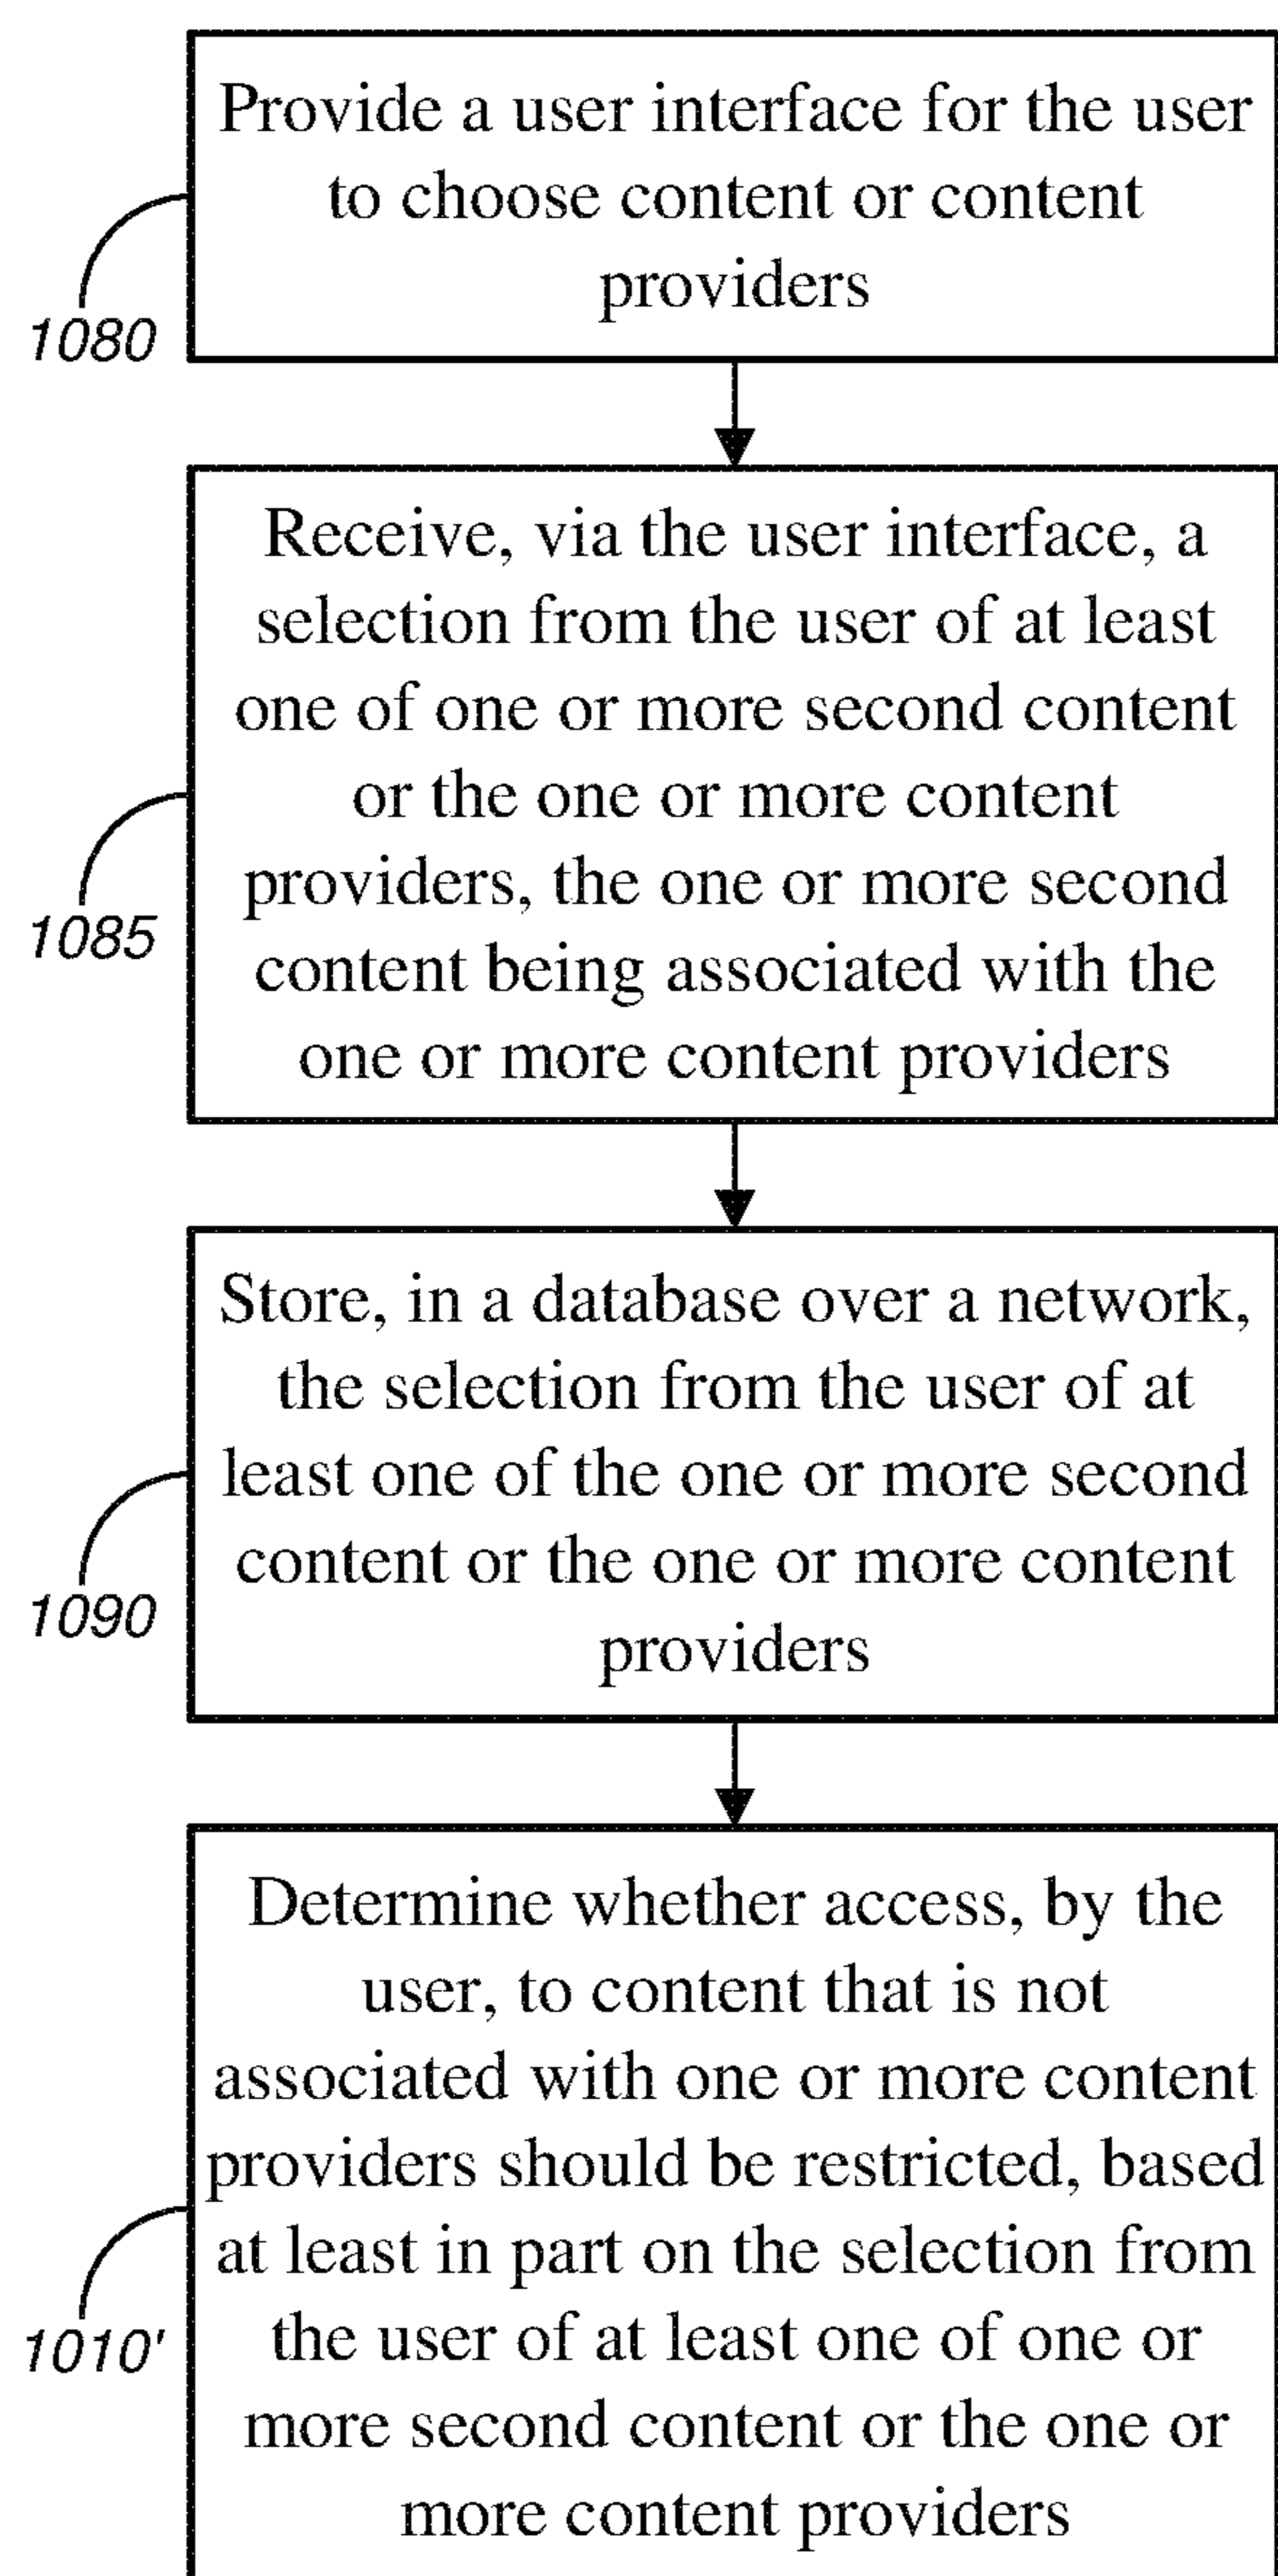 Provide a user interface for the user
to choose content or content
providers
1080
Receive, via the user interface, a
selection from the user of at least
one of one or more second content
or the one or more content
providers, the one or more second
content being associated with the
one or more content providers
1085
Store, in a database over a network,
the selection from the user of at
least one of the one or more second
content or the one or more content
providers
1090
Determine whether access, by the
user, to content that is not
associated with one or more content
providers should be restricted, based
at least in part on the selection from
the user of at least one of one or
more second content or the one or
more content providers
1010'